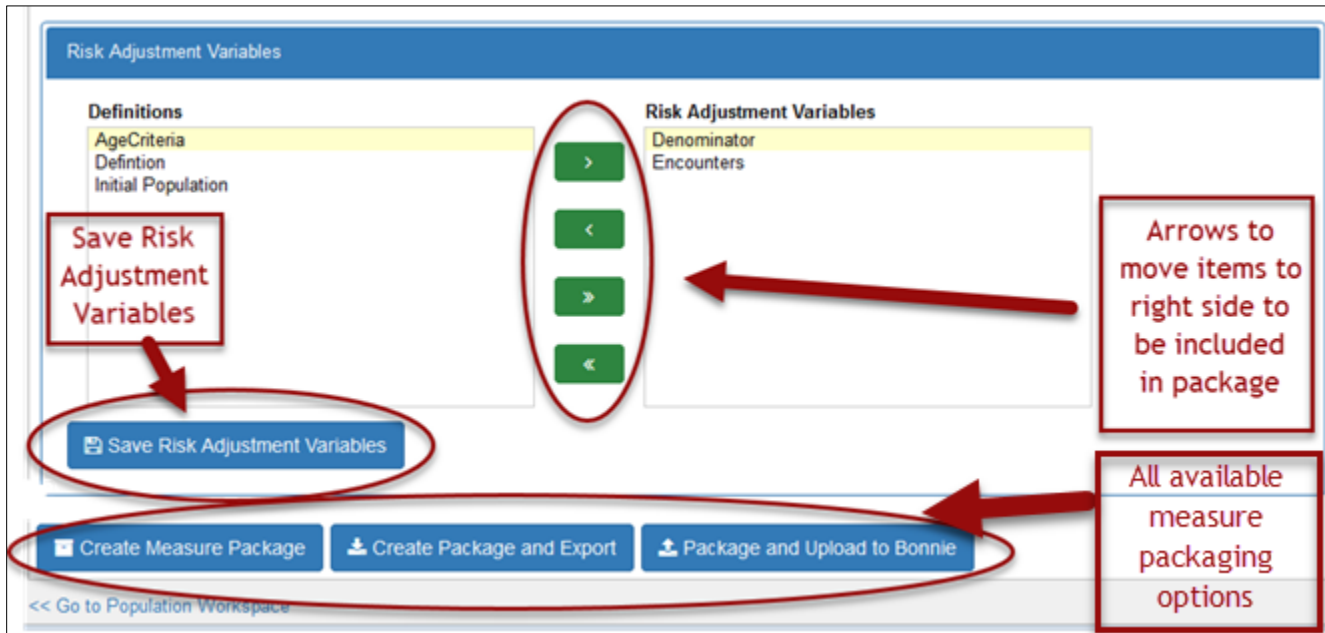 Risk Adjustment Variables
Definitions
AgeCriteria
Defintion
Initial Population
Risk Adjustment Variables
Denominator
Encounters
>
<
»
«
Save Risk
Adjustment
Variables
Arrows to
move items to
right side to
be included
in package
Save Risk Adjustment Variables
All available
measure
packaging
options
Create Measure Package
Create Package and Export
Package and Upload to Bonnie
<< Go to Population Workspace